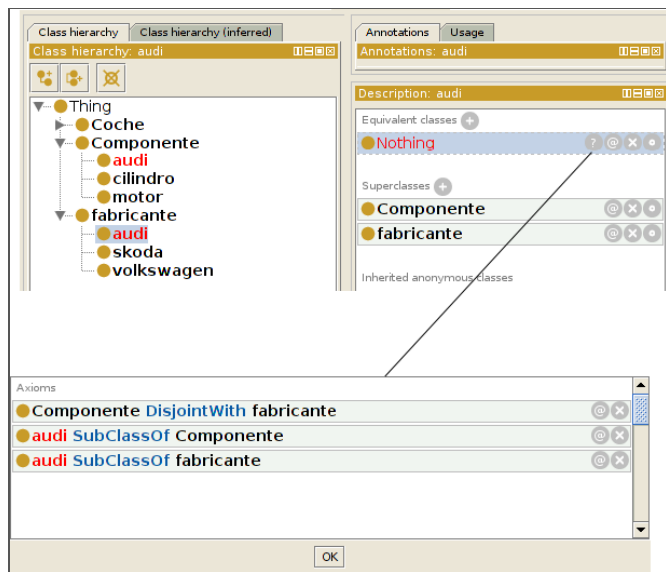 Class hierarchy
Class hierarchy (inferred)
Class hierarchy: audi
Thing
Coche
Componente
audi
cilindro
motor
fabricante
audi
skoda
volkswagen
Annotations
Usage
Annotations: audi
Description: audi
Equivalent classes
Nothing
Superclasses
Componente
fabricante
Inherited anonymous classes
Axioms
Componente DisjointWith fabricante
audi SubClassOf Componente
audi SubClassOf fabricante
OK